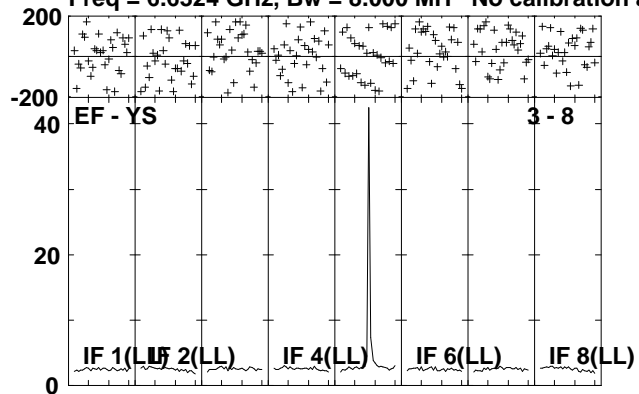 Freq = 6.6524 GHz, Bw = 8.000 MH No calibration a
200
-200
EF - YS
3 - 8
40
20
IF 1(LL)
IF 2(LL)
IF 4(LL)
IF 6(LL)
IF 8(LL)
0